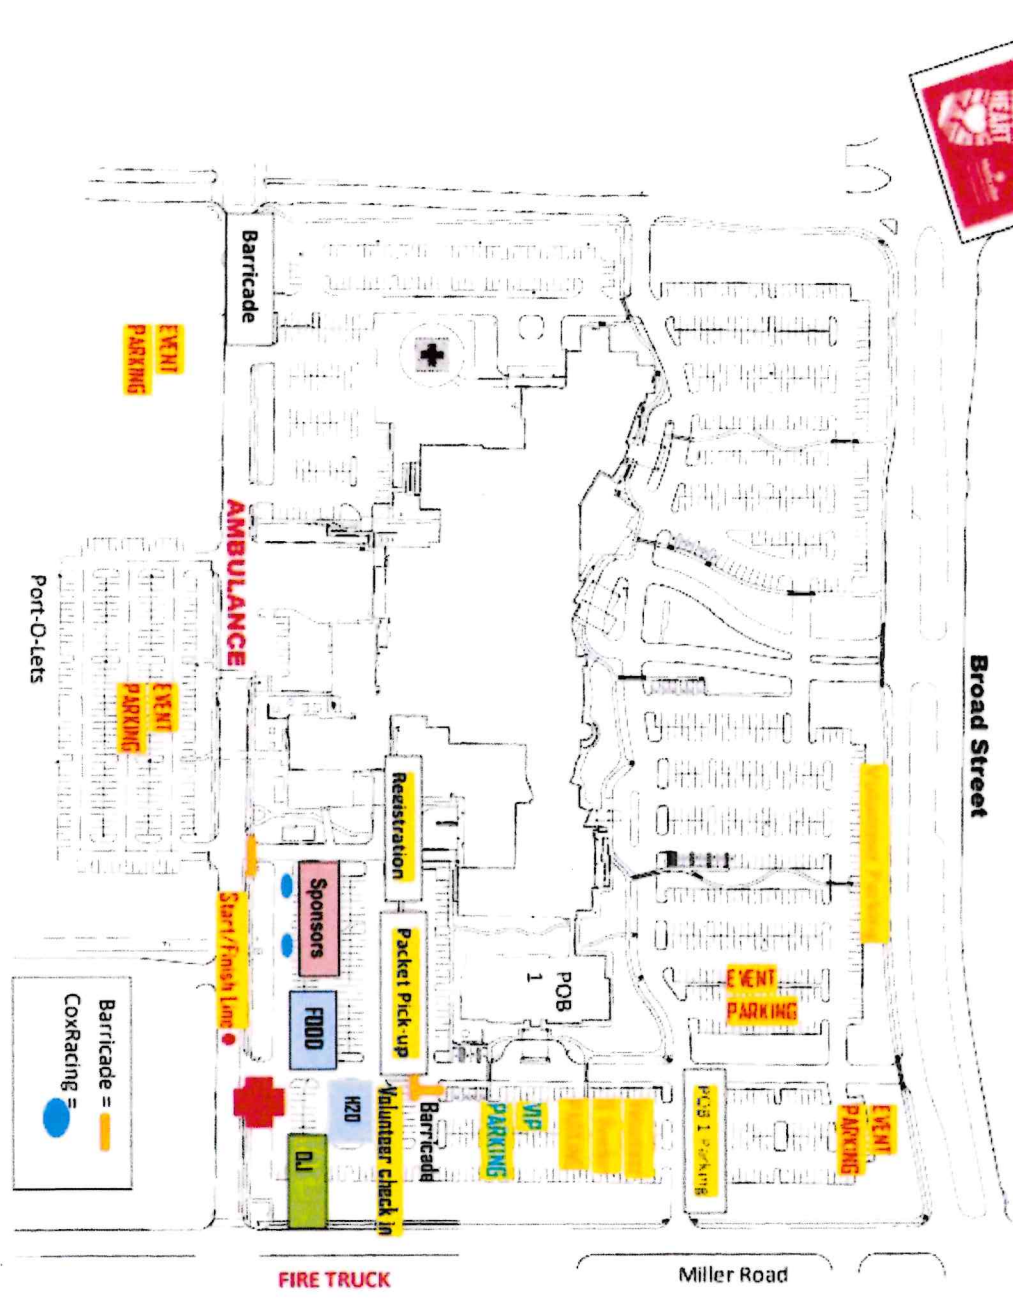 HEART
Broad Street
Barricade
EVENT
PARKING
AMBULANCE
Port-O-Lets
EVENT
PARKING
Registration
Sponsors
Start/Finish Line
Packet Pick-up
FOOD
POB
1
EVENT
PARKING
H2O
Volunteer check in
Barricade
VIP
PARKING
POB 1 Parking
EVENT
PARKING
DJ
Barricade =
CoxRacing =
FIRE TRUCK
Miller Road